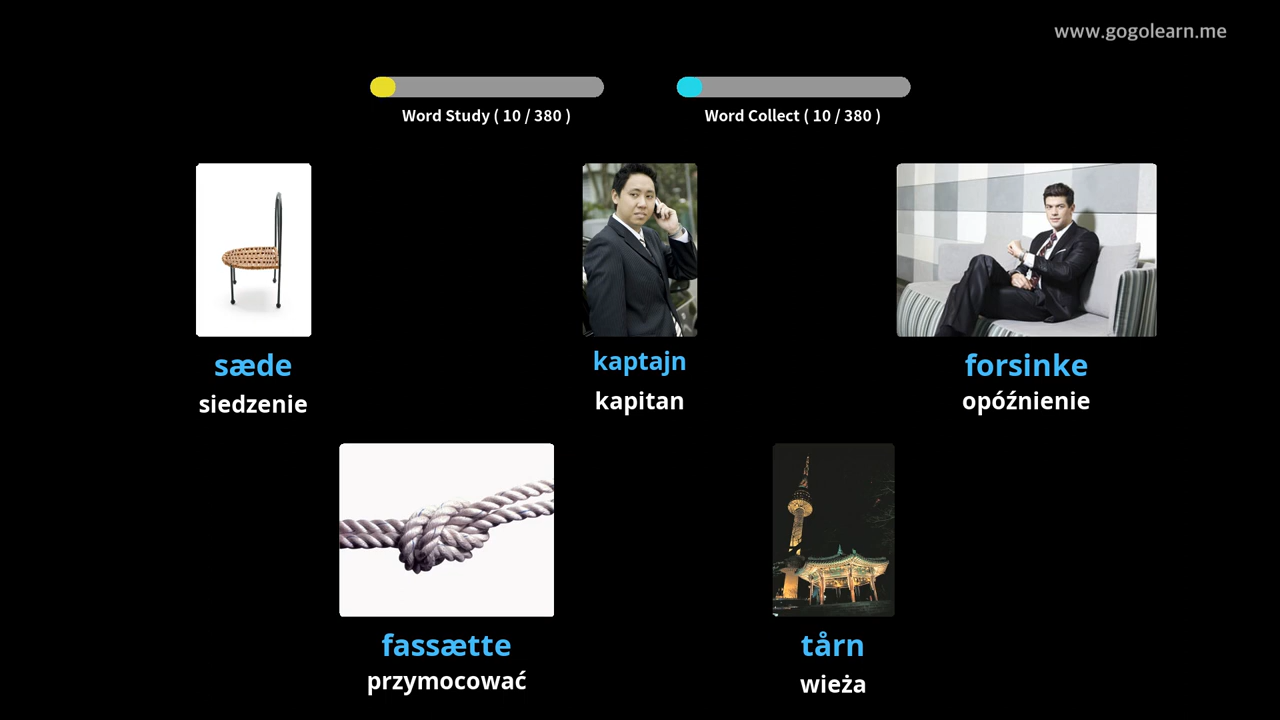 www.gogolearn.me
Word Study ( 10 / 380 )
Word Collect ( 10 / 380 )
sæde
siedzenie
kaptajn
kapitan
forsinke
opóźnienie
fassætte
przymocować
tårn
wieża